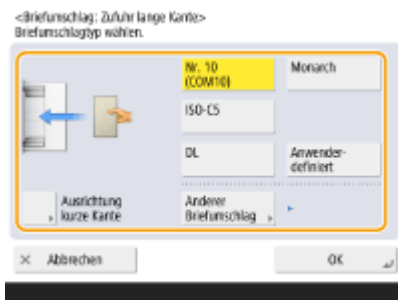 <Briefumschlag: Zufuhr lange Kante>
Briefumschlagtyp wählen.
Nr. 10
(COM10)
Monarch
ISO-C5
DL
Anwender-
definiert
Ausrichtung
kurze Kante
Anderer
Briefumschlag
Abbrechen
OK